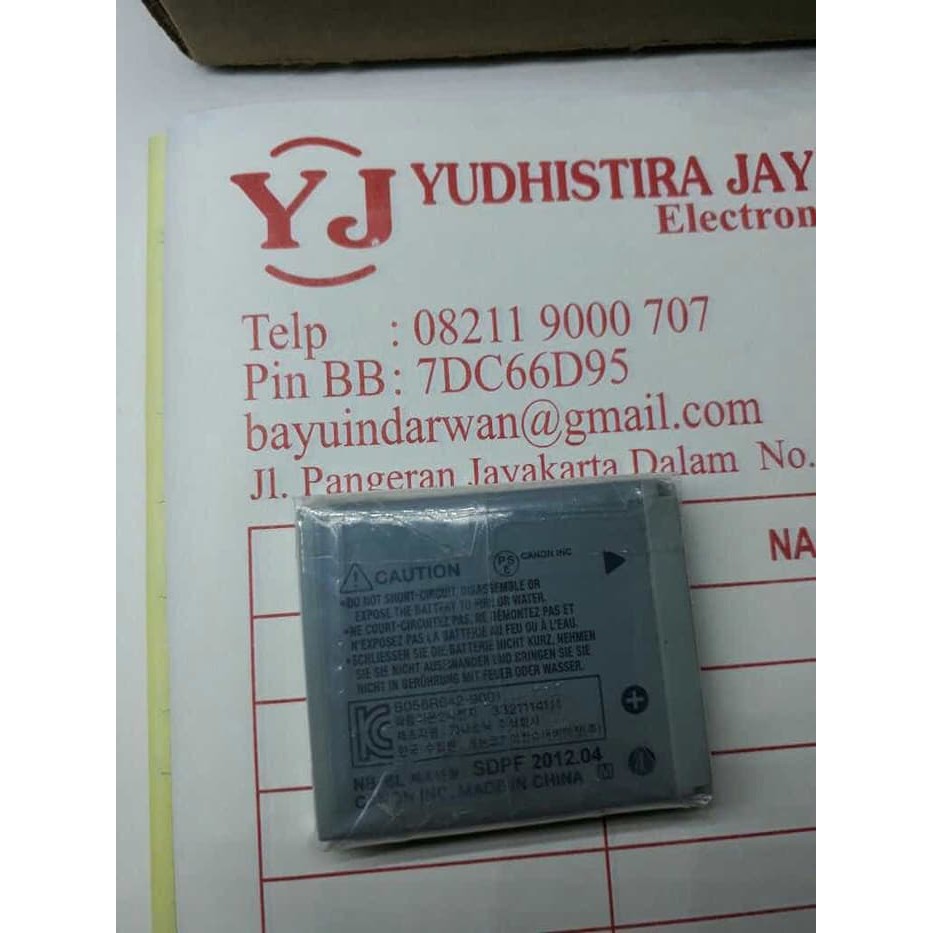 YJ YUDHISTIRA JAY
Electron
Telp : 08211 9000 707
Pin BB : 7DC66D95
bayuindarwan@gmail.com
Jl. Pangeran Jayakarta Dalam No.
NA
PSE CANON INC
CAUTION
•DO NOT SHORT-CIRCUIT, DISASSEMBLE OR
EXPOSE THE BATTERY TO FIRE OR WATER.
•NE COURT-CIRCUITEZ PAS, NE DÉMONTEZ PAS ET
N'EXPOSEZ PAS LA BATTERIE AU FEU OU À L'EAU.
•SCHLIESSEN SIE DIE BATTERIE NICHT KURZ, NEHMEN
SIE SIE NICHT AUSEINANDER UND BRINGEN SIE SIE
NICHT IN BERÜHRUNG MIT FEUER ODER WASSER.
KC
SDPF 2012.04
CANON INC. MADE IN CHINA